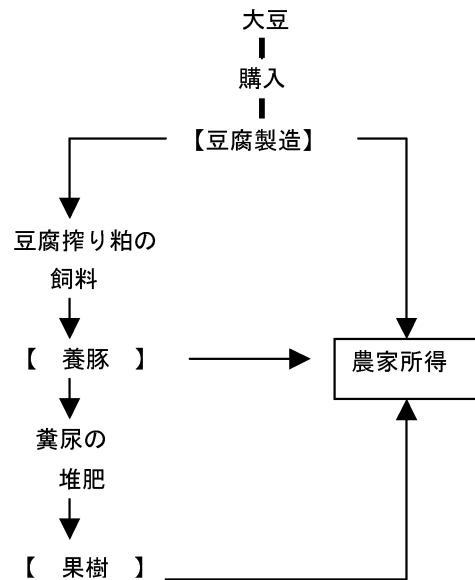 大豆
購入
【豆腐製造】
豆腐搾り粕の
飼料
【　養豚　】
農家所得
糞尿の
堆肥
【　果樹　】